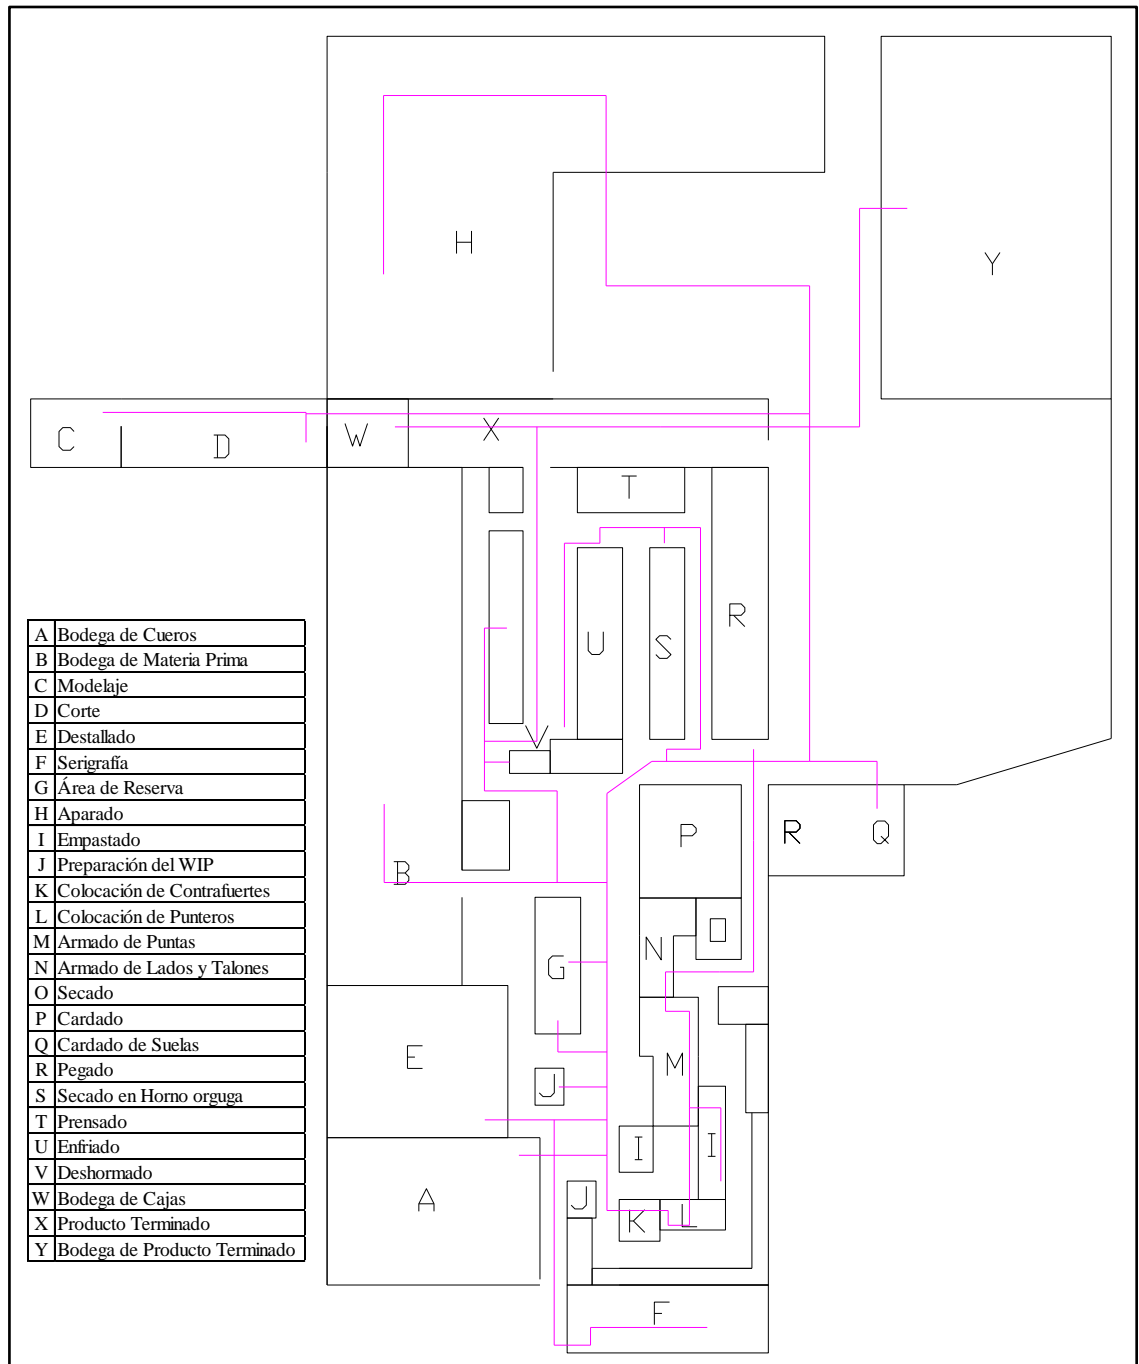 H
Y
C
D
W
X
T
R
U
S
V
P
R
Q
B
N
O
G
E
M
J
I
I
A
J
K
L
F
A Bodega de Cueros
B Bodega de Materia Prima
C Modelaje
D Corte
E Destallado
F Serigrafía
G Área de Reserva
H Aparado
I Empastado
J Preparación del WIP
K Colocación de Contrafuertes
L Colocación de Punteros
M Armado de Puntas
N Armado de Lados y Talones
O Secado
P Cardado
Q Cardado de Suelas
R Pegado
S Secado en Horno orguga
T Prensado
U Enfriado
V Deshormado
W Bodega de Cajas
X Producto Terminado
Y Bodega de Producto Terminado